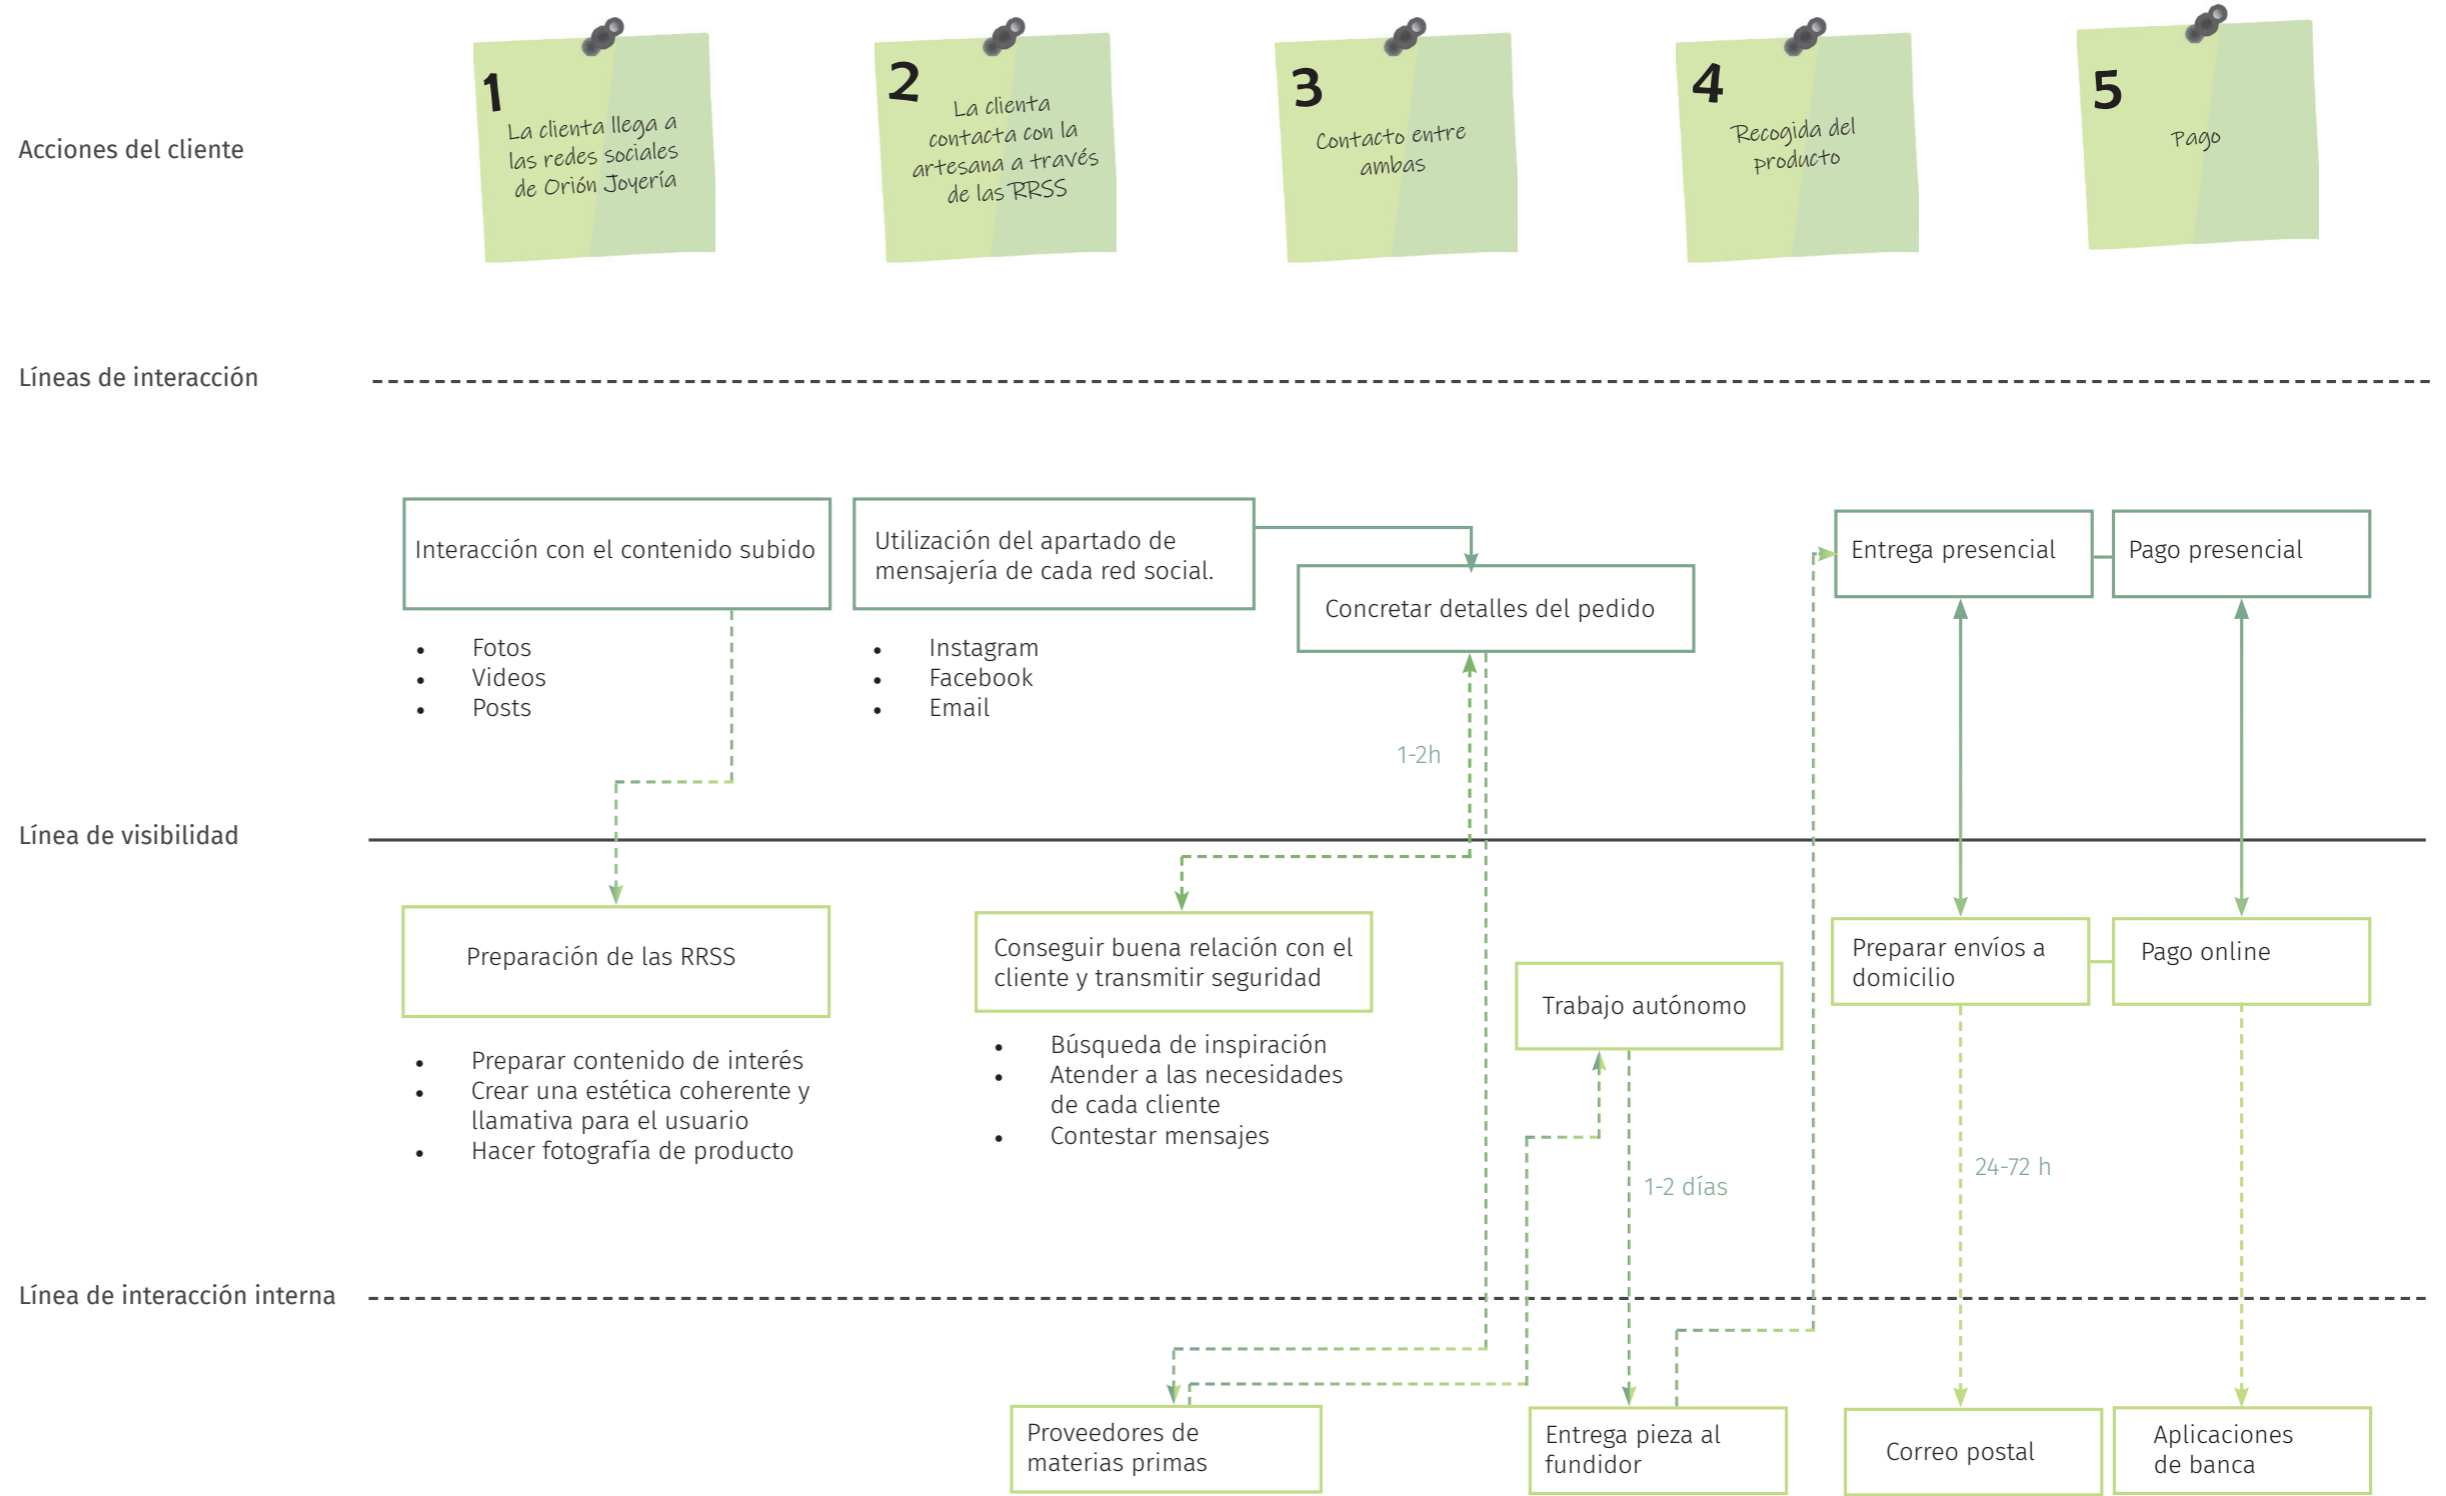 1
La clienta llega a
las redes sociales
de Orión Joyería
2
La clienta
contacta con la
artesana a través
de las RRSS
3
Contacto entre
ambas
4
Recogida del
producto
5
Pago
Acciones del cliente
Líneas de interacción
Interacción con el contenido subido
• Fotos
• Videos
• Posts
Utilización del apartado de
mensajería de cada red social.
• Instagram
• Facebook
• Email
Concretar detalles del pedido
1-2h
Entrega presencial
Pago presencial
Línea de visibilidad
Preparación de las RRSS
• Preparar contenido de interés
• Crear una estética coherente y
llamativa para el usuario
• Hacer fotografía de producto
Conseguir buena relación con el
cliente y transmitir seguridad
• Búsqueda de inspiración
• Atender a las necesidades
de cada cliente
• Contestar mensajes
Trabajo autónomo
1-2 días
Preparar envíos a
domicilio
24-72 h
Pago online
Línea de interacción interna
Proveedores de
materias primas
Entrega pieza al
fundidor
Correo postal
Aplicaciones
de banca